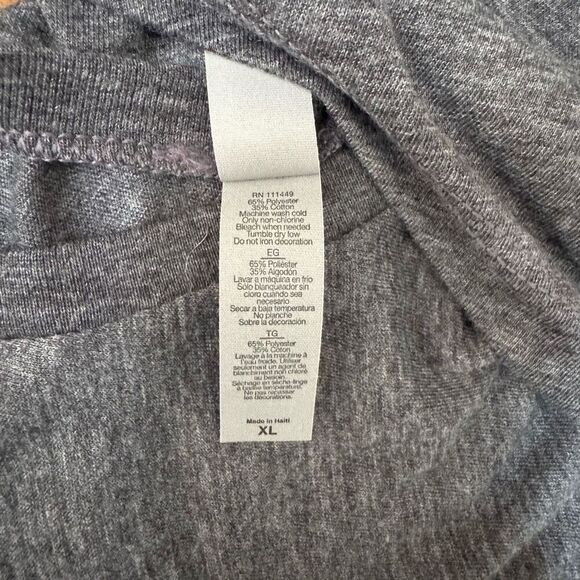 RN 111449
65% Polyester
35% Cotton
Machine wash cold
Only non-chlorine
Bleach when needed
Tumble dry low
Do not iron decoration
EG
65% Poliéster
35% Algodón
Lavar a máquina en frío
Sólo blanqueador sin
cloro cuando sea
necesario
Secar a baja temperatura
No planche
Sobre la decoración
TG
65% Polyester
35% Coton
Lavage à la machine à
l'eau froide. Utiliser
seulement un agent de
blanchiment non chloré
au besoin.
Séchage en sèche-linge
à basse température.
Ne pas repasser
les décorations.
Made in Haiti
XL